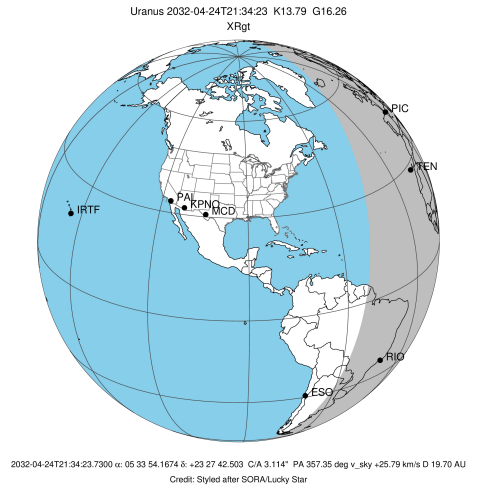 Uranus 2032-04-24T21:34:23 K13.79 G16.26
XRgt
PIC
TEN
PAL
KPNO
MCD
IRTF
RIO
ESO
2032-04-24T21:34:23.7300 α: 05 33 54.1674 δ: +23 27 42.503 C/A 3.114" PA 357.35 deg v_sky +25.79 km/s D 19.70 AU
Credit: Styled after SORA/Lucky Star